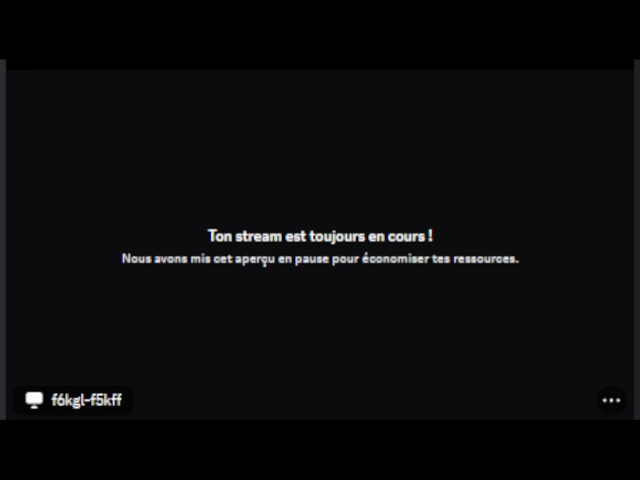 Ton stream est toujours en cours !
Nous avons mis cet aperçu en pause pour économiser tes ressources.
f6kgl-f5kff